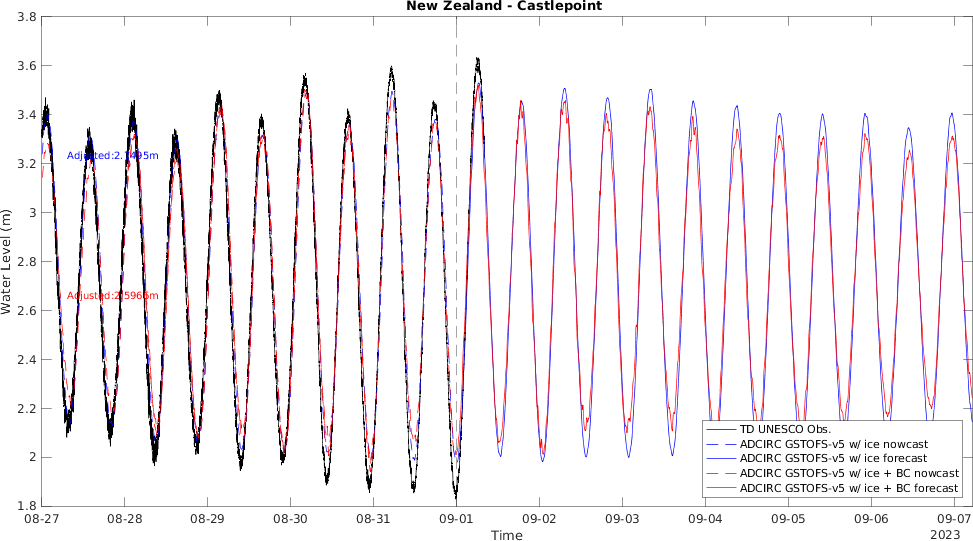 New Zealand - Castlepoint
3.8
3.6
3.4
3.2
3
2.8
2.6
2.4
2.2
2
1.8
Water Level (m)
Adjusted:2.7495m
Adjusted:2.5966m
TD UNESCO Obs.
ADCIRC GSTOFS-v5 w/ ice nowcast
ADCIRC GSTOFS-v5 w/ ice forecast
ADCIRC GSTOFS-v5 w/ ice + BC nowcast
ADCIRC GSTOFS-v5 w/ ice + BC forecast
08-27 08-28 08-29 08-30 08-31 09-01 09-02 09-03 09-04 09-05 09-06 09-07
Time
2023